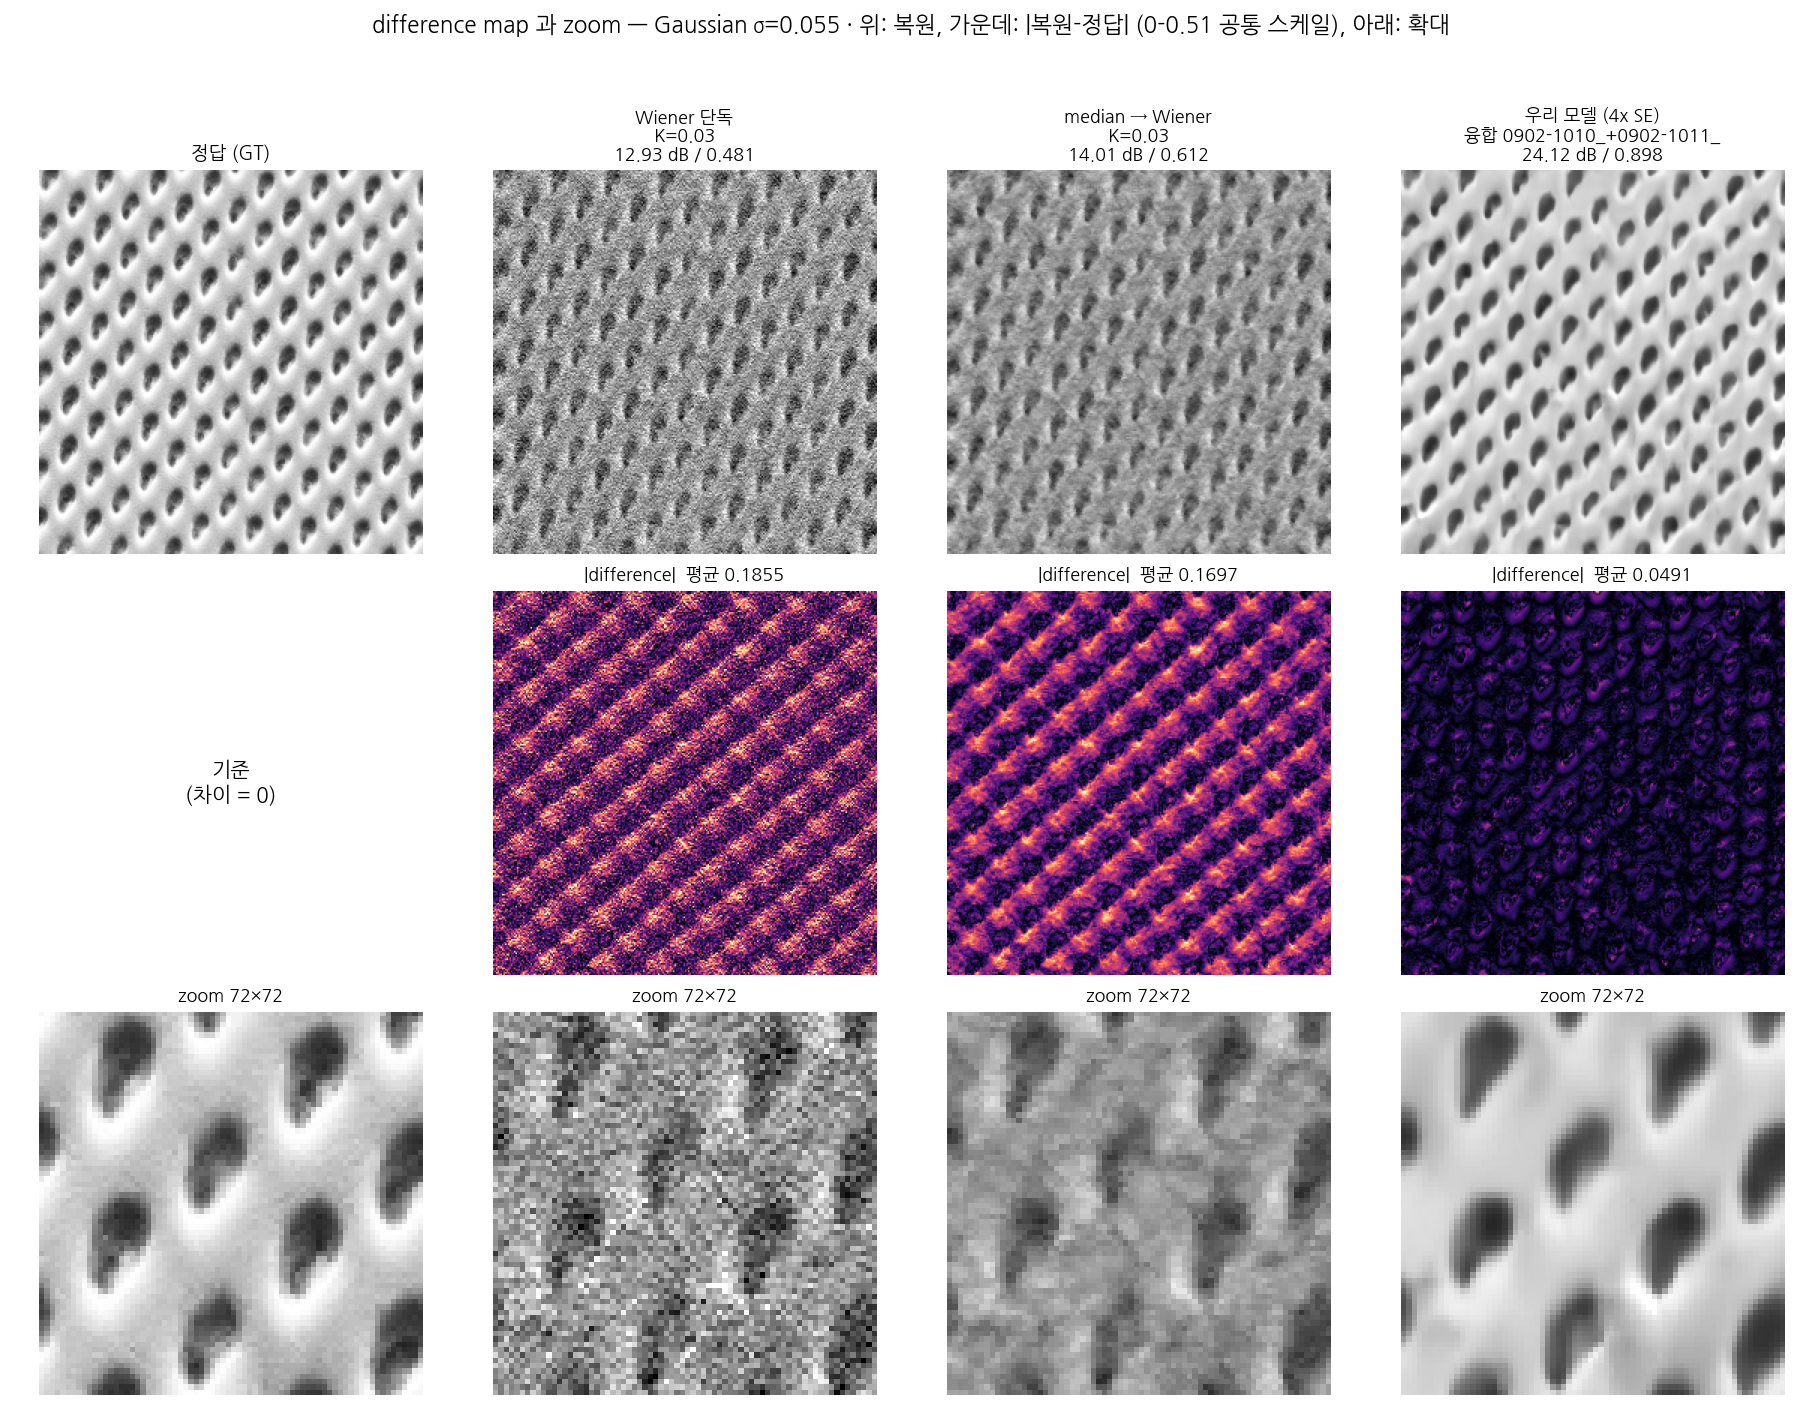 difference map 과 zoom — Gaussian σ=0.055 · 위: 복원, 가운데: |복원-정답| (0-0.51 공통 스케일), 아래: 확대
정답 (GT)
Wiener 단독
K=0.03
12.93 dB / 0.481
median → Wiener
K=0.03
14.01 dB / 0.612
우리 모델 (4x SE)
융합 0902-1010_+0902-1011_
24.12 dB / 0.898
기준
(차이 = 0)
|difference| 평균 0.1855
|difference| 평균 0.1697
|difference| 평균 0.0491
zoom 72×72
zoom 72×72
zoom 72×72
zoom 72×72